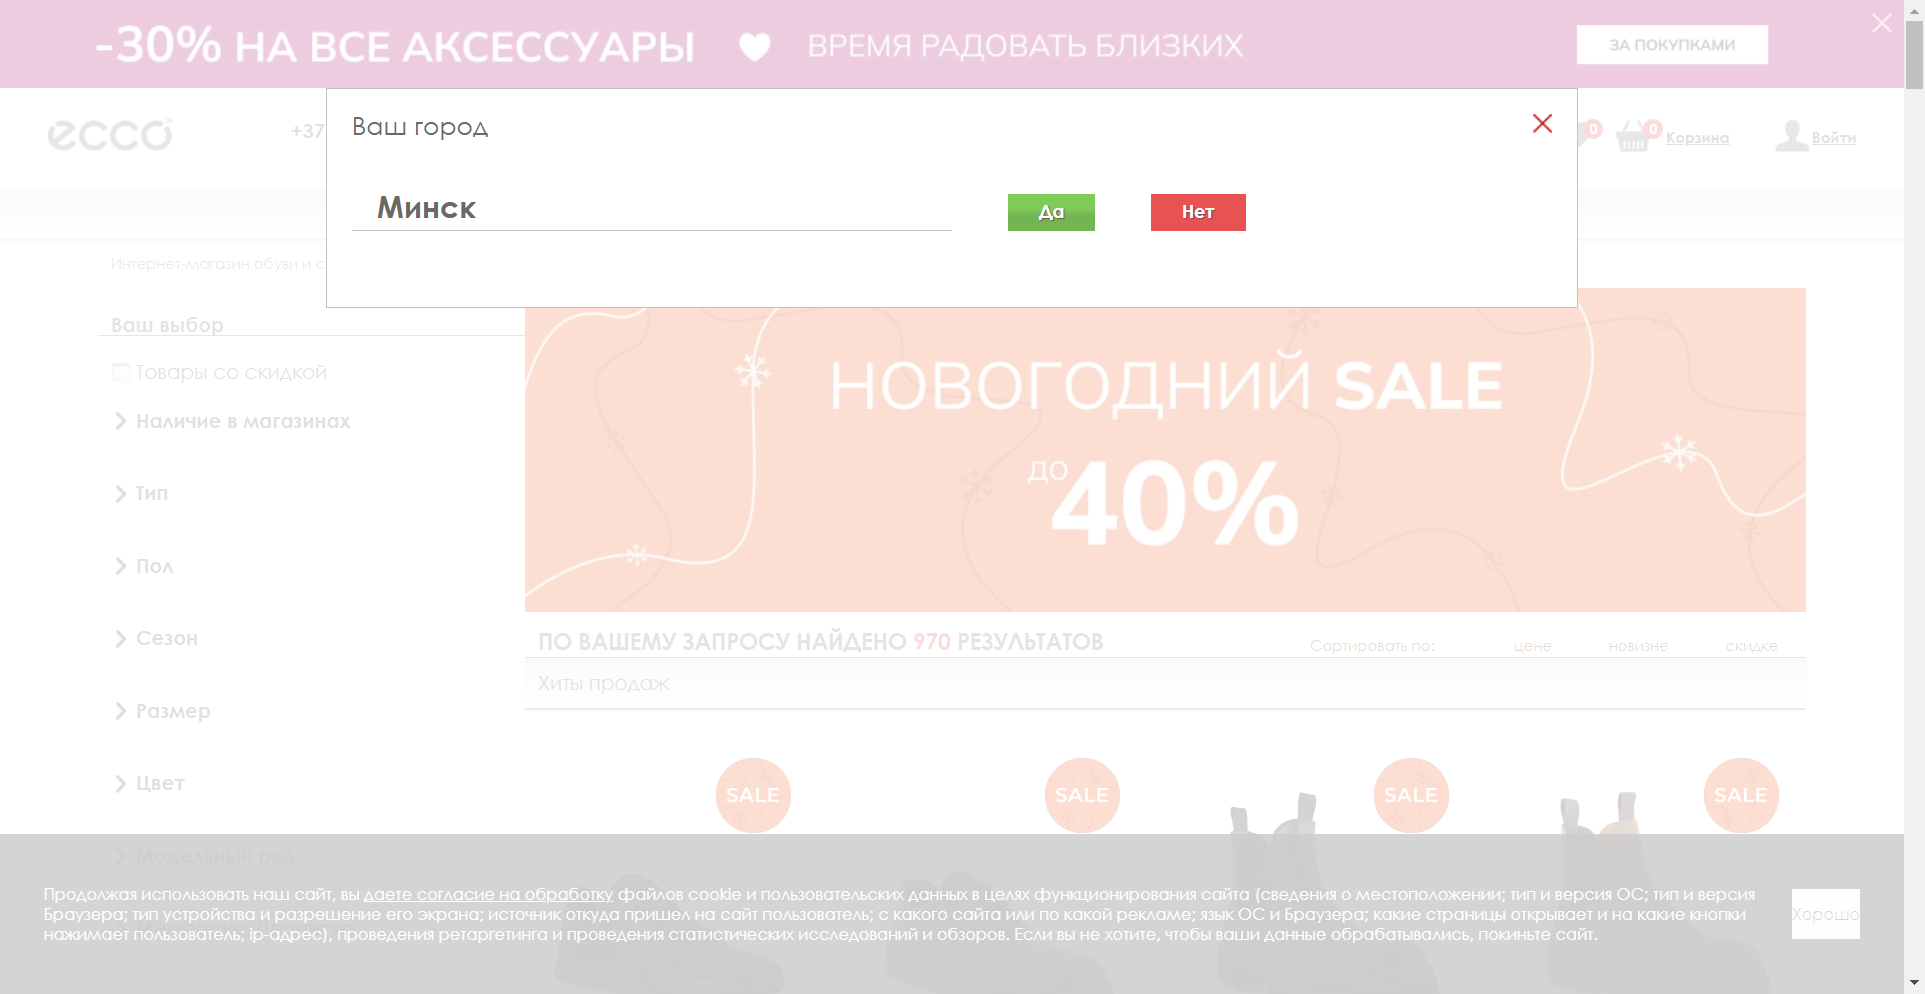 -30% НА ВСЕ АКСЕССУАРЫ ВРЕМЯ РАДОВАТЬ БЛИЗКИХ ЗА ПОКУПКАМИ
Ваш город
ecco +37 0 0 Корзина Войти
Минск Да Нет
Интернет-магазин обуви и с
Ваш выбор
Товары со скидкой
Наличие в магазинах
Тип
Пол
Сезон
Размер
Цвет
Модельный ряд
НОВОГОДНИЙ SALE
ДО 40%
ПО ВАШЕМУ ЗАПРОСУ НАЙДЕНО 970 РЕЗУЛЬТАТОВ Сортировать по: цене новизне скидке
Хиты продаж
SALE SALE SALE SALE
Продолжая использовать наш сайт, вы даете согласие на обработку файлов cookie и пользовательских данных в целях функционирования сайта (сведения о местоположении; тип и версия ОС; тип и версия
Браузера; тип устройства и разрешение его экрана; источник откуда пришел на сайт пользователь; с какого сайта или по какой рекламе; язык ОС и Браузера; какие страницы открывает и на какие кнопки
нажимает пользователь; ip-адрес), проведения ретаргетинга и проведения статистических исследований и обзоров. Если вы не хотите, чтобы ваши данные обрабатывались, покиньте сайт.
Хорошо